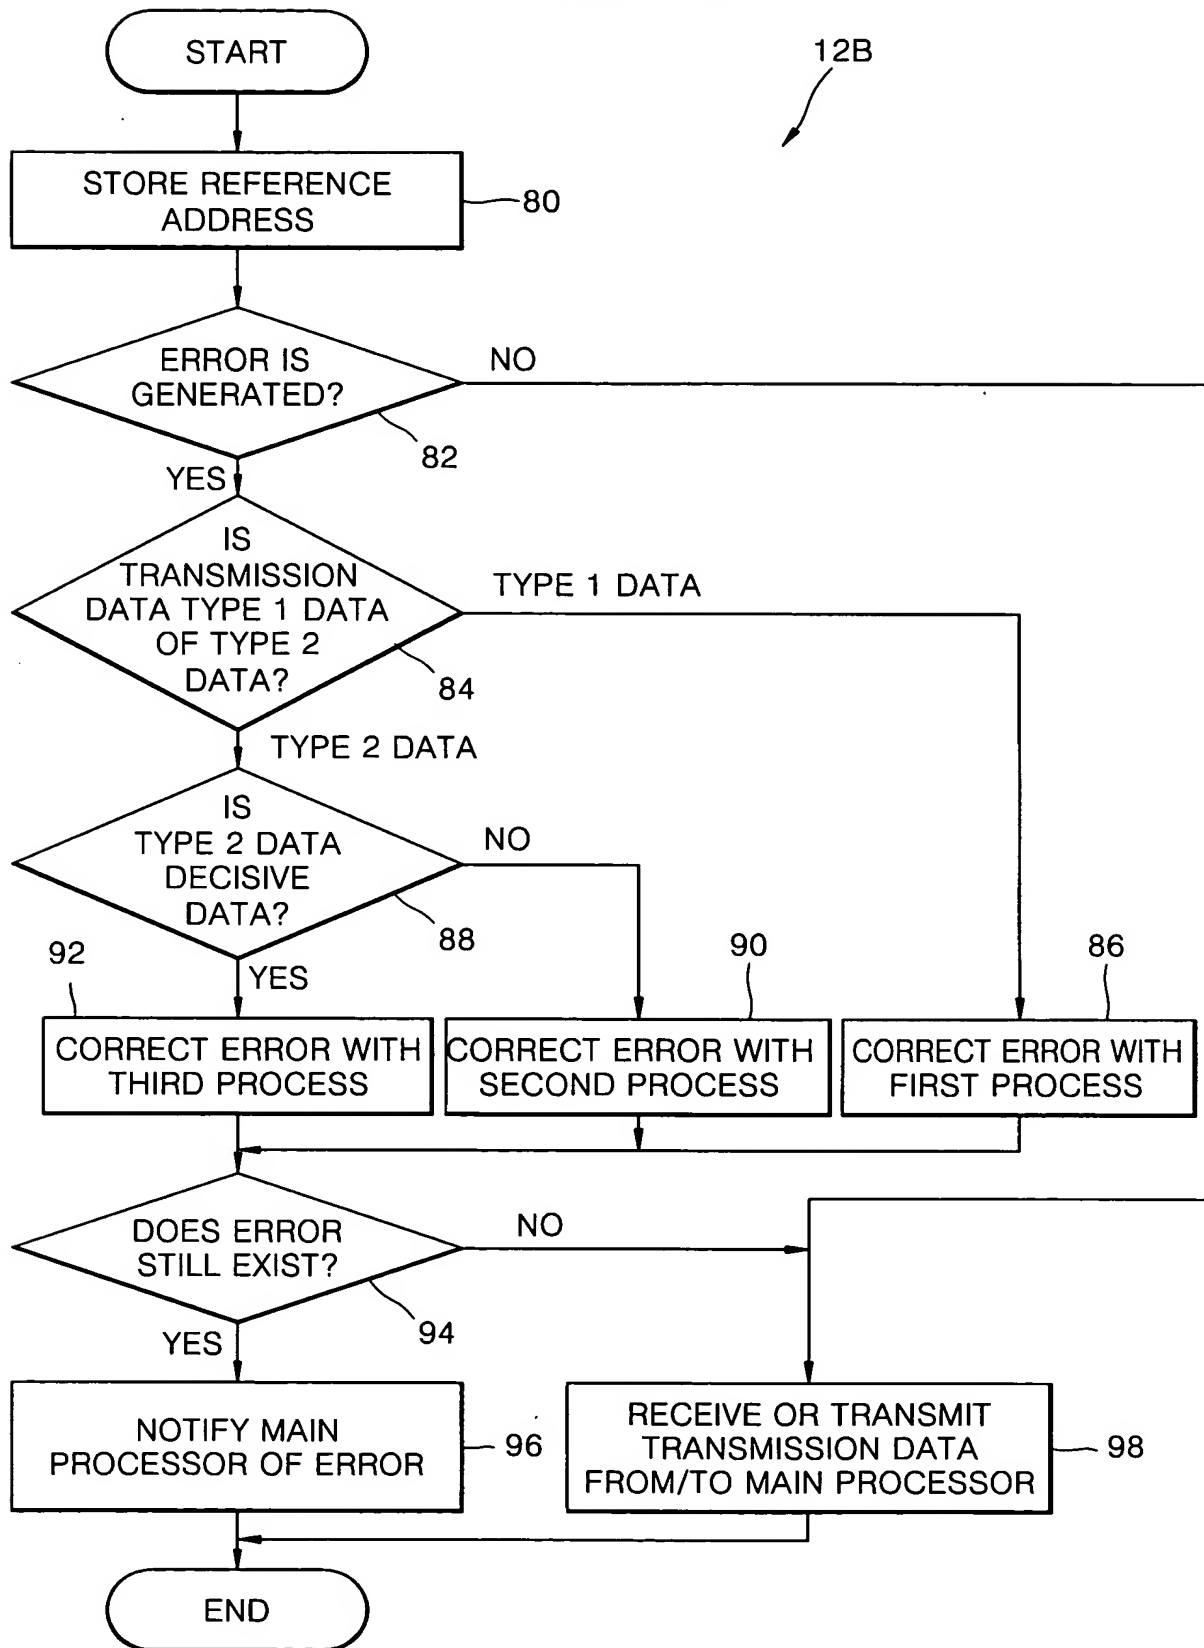 START
12B
STORE REFERENCE
ADDRESS
80
ERROR IS
GENERATED?
NO
82
YES
IS
TRANSMISSION
DATA TYPE 1 DATA
OF TYPE 2
DATA?
TYPE 1 DATA
84
TYPE 2 DATA
IS
TYPE 2 DATA
DECISIVE
DATA?
NO
88
YES
92
90
86
CORRECT ERROR WITH
THIRD PROCESS
CORRECT ERROR WITH
SECOND PROCESS
CORRECT ERROR WITH
FIRST PROCESS
DOES ERROR
STILL EXIST?
NO
94
YES
NOTIFY MAIN
PROCESSOR OF ERROR
96
RECEIVE OR TRANSMIT
TRANSMISSION DATA
FROM/TO MAIN PROCESSOR
98
END